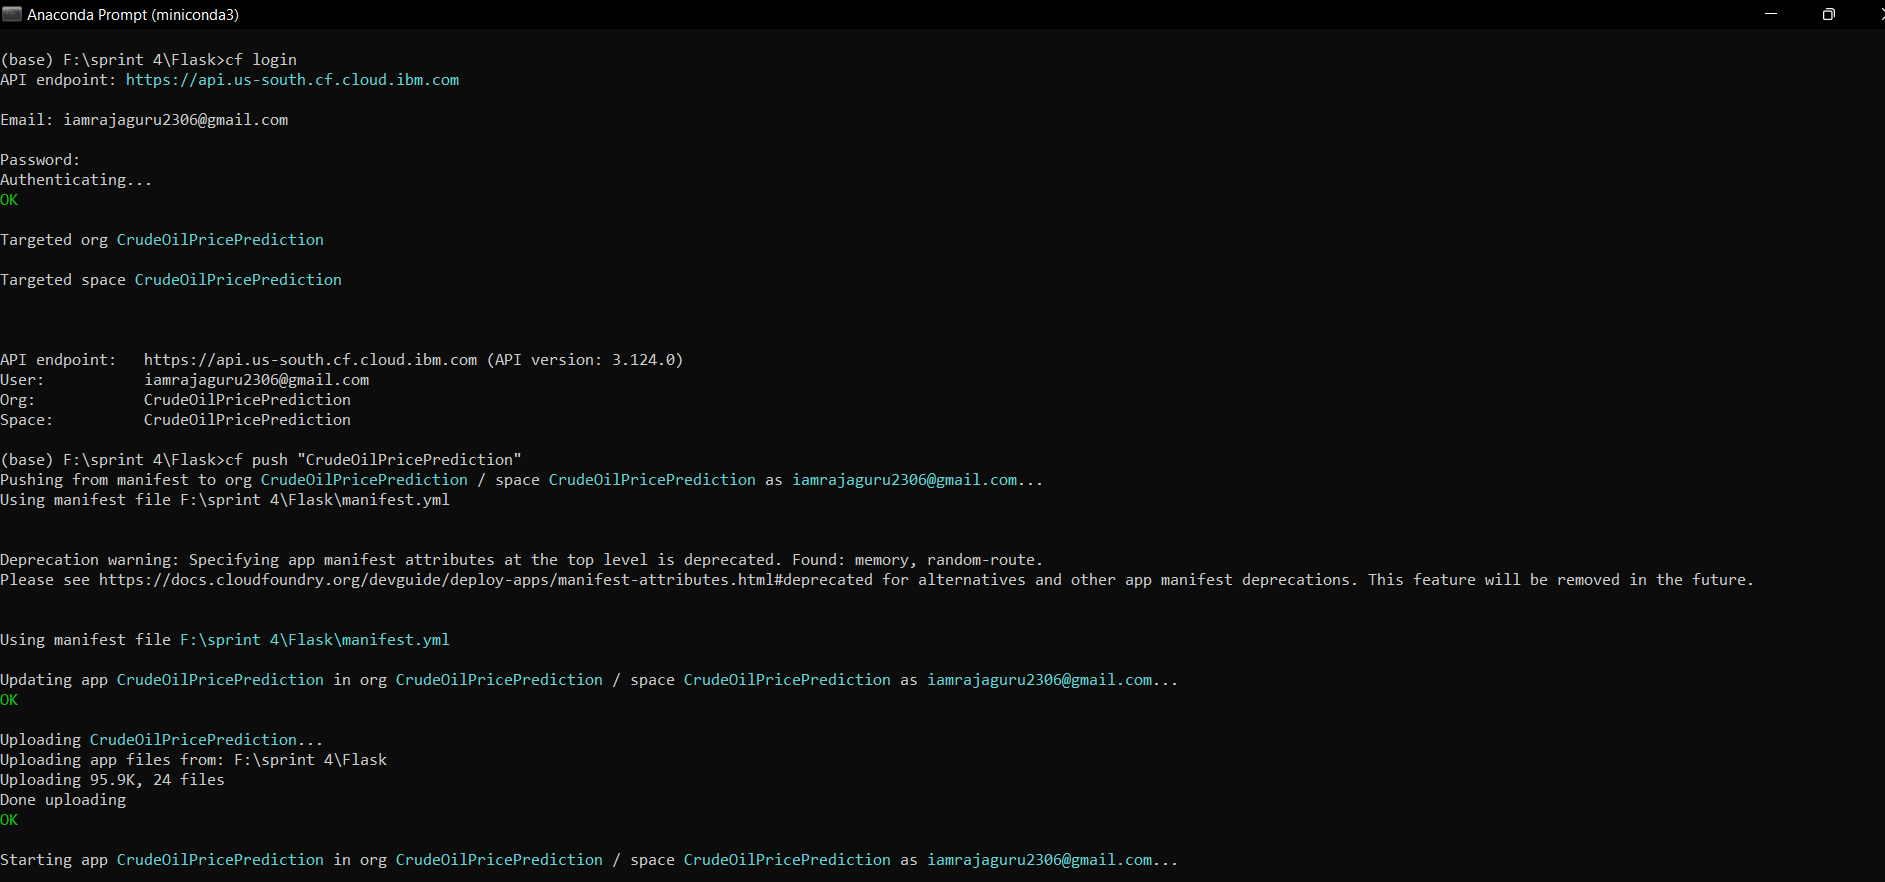 Anaconda Prompt (miniconda3)
(base) F:\sprint 4\Flask>cf login
API endpoint: https://api.us-south.cf.cloud.ibm.com
Email: iamrajaguru2306@gmail.com
Password:
Authenticating...
OK
Targeted org CrudeOilPricePrediction
Targeted space CrudeOilPricePrediction
API endpoint:   https://api.us-south.cf.cloud.ibm.com (API version: 3.124.0)
User:           iamrajaguru2306@gmail.com
Org:            CrudeOilPricePrediction
Space:          CrudeOilPricePrediction
(base) F:\sprint 4\Flask>cf push "CrudeOilPricePrediction"
Pushing from manifest to org CrudeOilPricePrediction / space CrudeOilPricePrediction as iamrajaguru2306@gmail.com...
Using manifest file F:\sprint 4\Flask\manifest.yml
Deprecation warning: Specifying app manifest attributes at the top level is deprecated. Found: memory, random-route.
Please see https://docs.cloudfoundry.org/devguide/deploy-apps/manifest-attributes.html#deprecated for alternatives and other app manifest deprecations. This feature will be removed in the future.
Using manifest file F:\sprint 4\Flask\manifest.yml
Updating app CrudeOilPricePrediction in org CrudeOilPricePrediction / space CrudeOilPricePrediction as iamrajaguru2306@gmail.com...
OK
Uploading CrudeOilPricePrediction...
Uploading app files from: F:\sprint 4\Flask
Uploading 95.9K, 24 files
Done uploading
OK
Starting app CrudeOilPricePrediction in org CrudeOilPricePrediction / space CrudeOilPricePrediction as iamrajaguru2306@gmail.com...